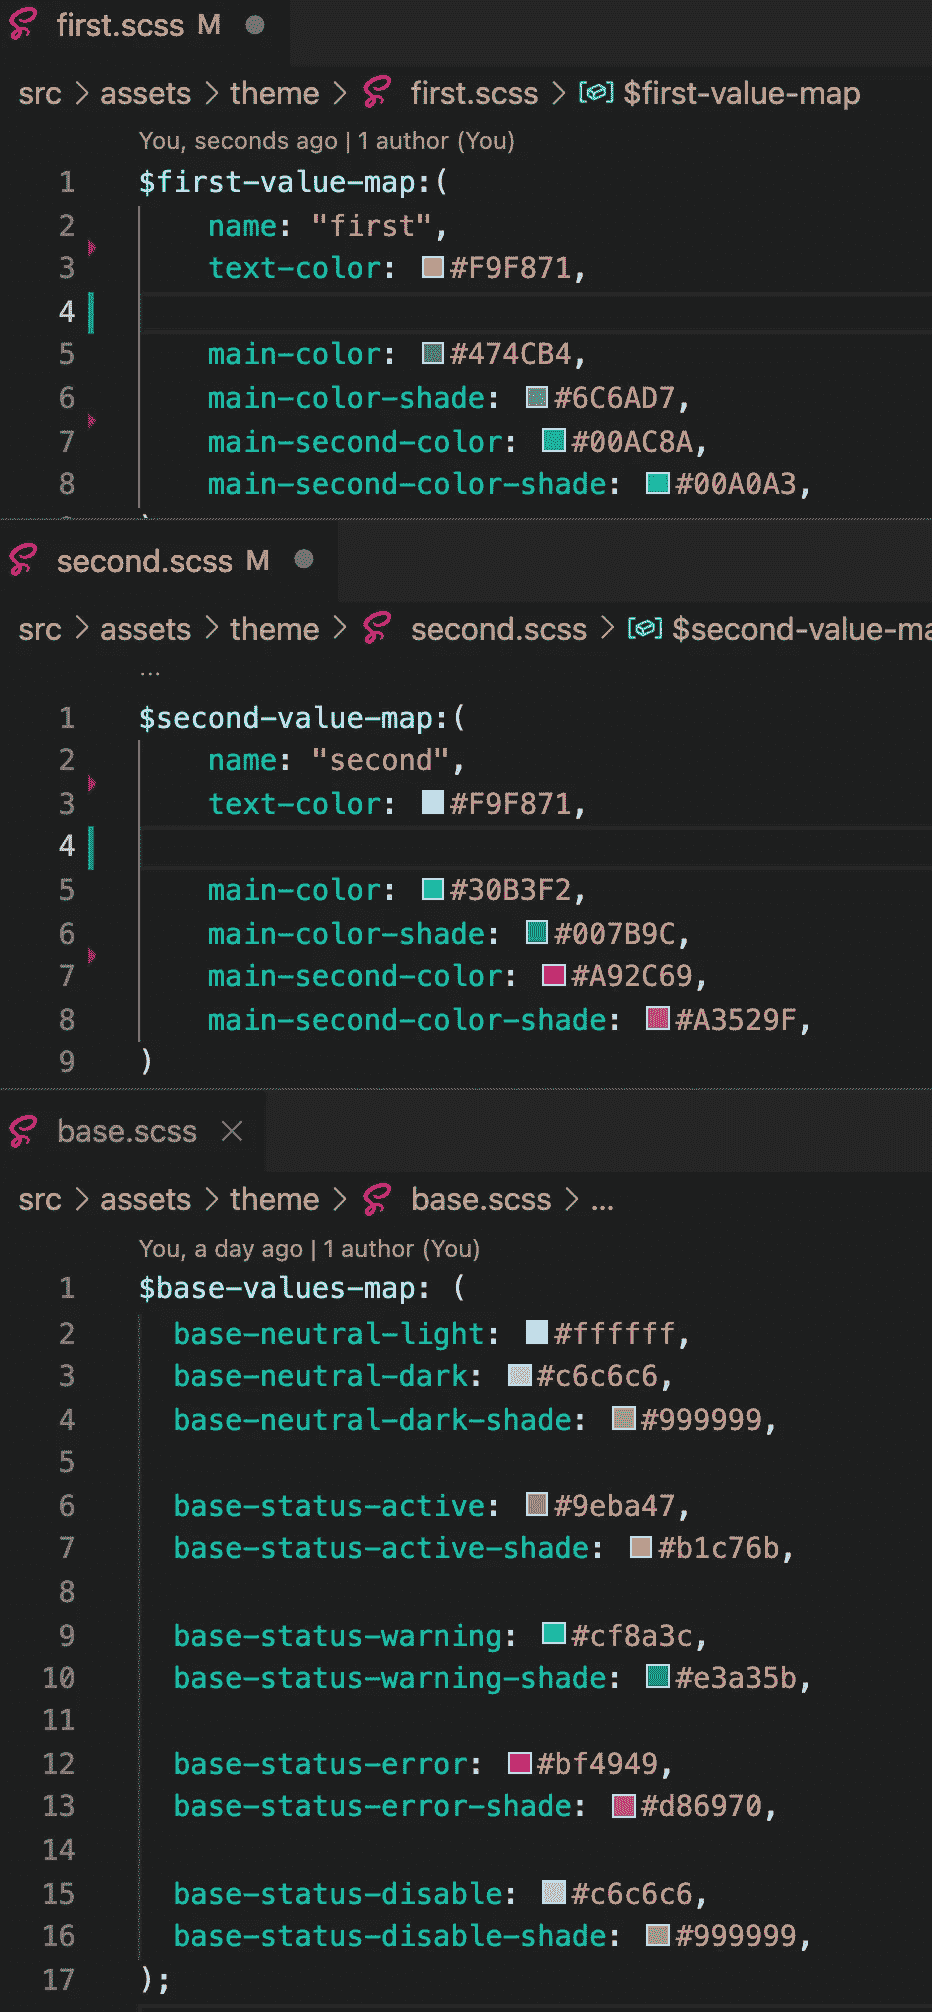 first.scss M
src > assets > theme > first.scss > $first-value-map
You, seconds ago | 1 author (You)
1 $first-value-map:(
2 name: "first",
3 text-color: #F9F871,
4
5 main-color: #474CB4,
6 main-color-shade: #6C6AD7,
7 main-second-color: #00AC8A,
8 main-second-color-shade: #00A0A3,
second.scss M
src > assets > theme > second.scss > $second-value-ma
...
1 $second-value-map:(
2 name: "second",
3 text-color: #F9F871,
4
5 main-color: #30B3F2,
6 main-color-shade: #007B9C,
7 main-second-color: #A92C69,
8 main-second-color-shade: #A3529F,
9 )
base.scss
src > assets > theme > base.scss > ...
You, a day ago | 1 author (You)
1 $base-values-map: (
2 base-neutral-light: #ffffff,
3 base-neutral-dark: #c6c6c6,
4 base-neutral-dark-shade: #999999,
5
6 base-status-active: #9eba47,
7 base-status-active-shade: #b1c76b,
8
9 base-status-warning: #cf8a3c,
10 base-status-warning-shade: #e3a35b,
11
12 base-status-error: #bf4949,
13 base-status-error-shade: #d86970,
14
15 base-status-disable: #c6c6c6,
16 base-status-disable-shade: #999999,
17 );